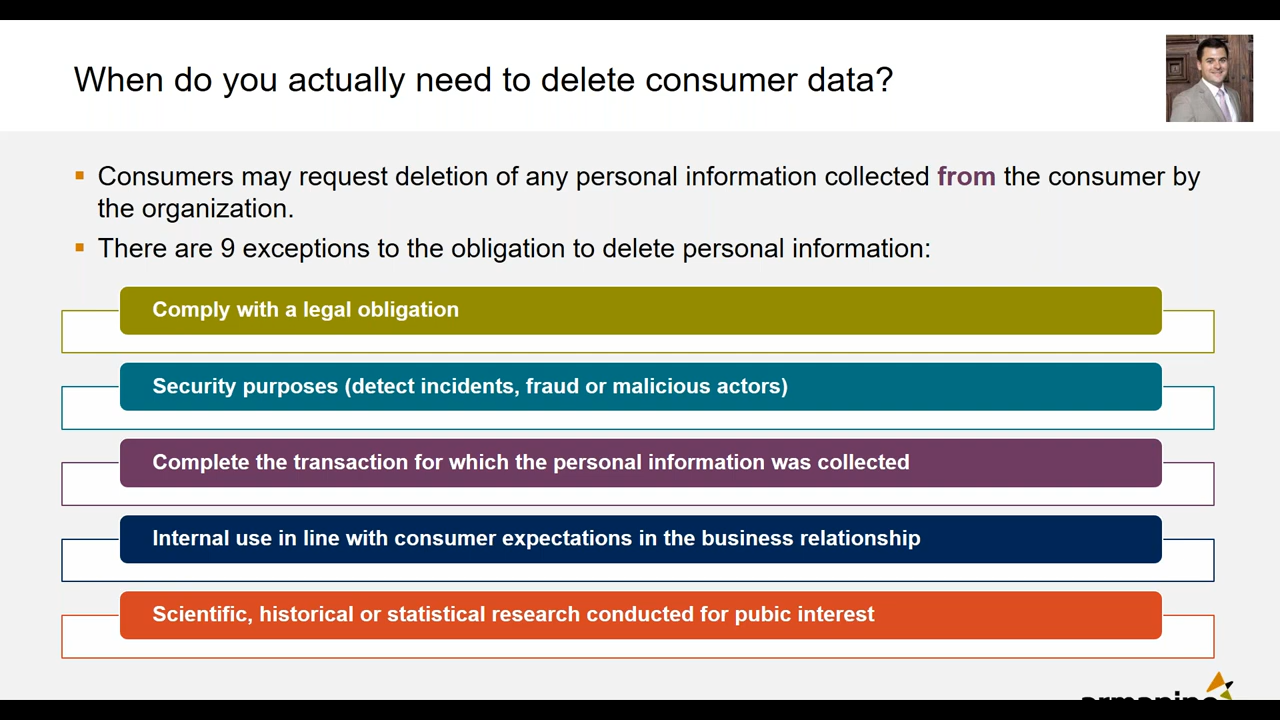 When do you actually need to delete consumer data?
Consumers may request deletion of any personal information collected from the consumer by
the organization.
There are 9 exceptions to the obligation to delete personal information:
Comply with a legal obligation
Security purposes (detect incidents, fraud or malicious actors)
Complete the transaction for which the personal information was collected
Internal use in line with consumer expectations in the business relationship
Scientific, historical or statistical research conducted for pubic interest